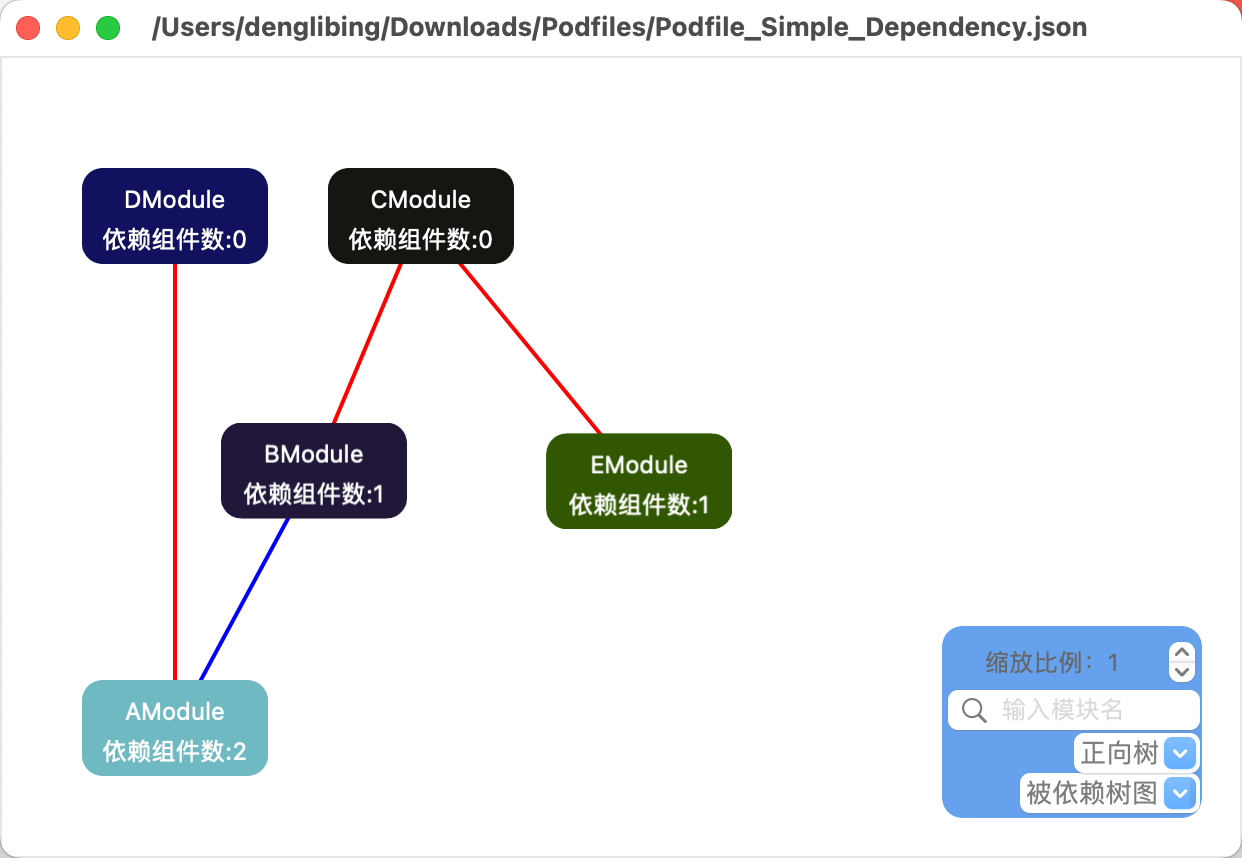 /Users/denglibing/Downloads/Podfiles/Podfile_Simple_Dependency.json
DModule
依赖组件数:0
CModule
依赖组件数:0
BModule
依赖组件数:1
EModule
依赖组件数:1
AModule
依赖组件数:2
缩放比例：1
输入模块名
正向树
被依赖树图